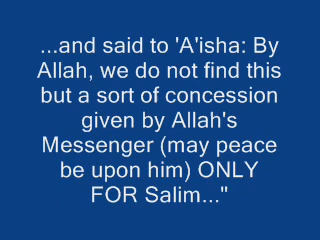 ...and said to 'A'isha: By
Allah, we do not find this
but a sort of concession
given by Allah's
Messenger (may peace
be upon him) ONLY
FOR Salim..."